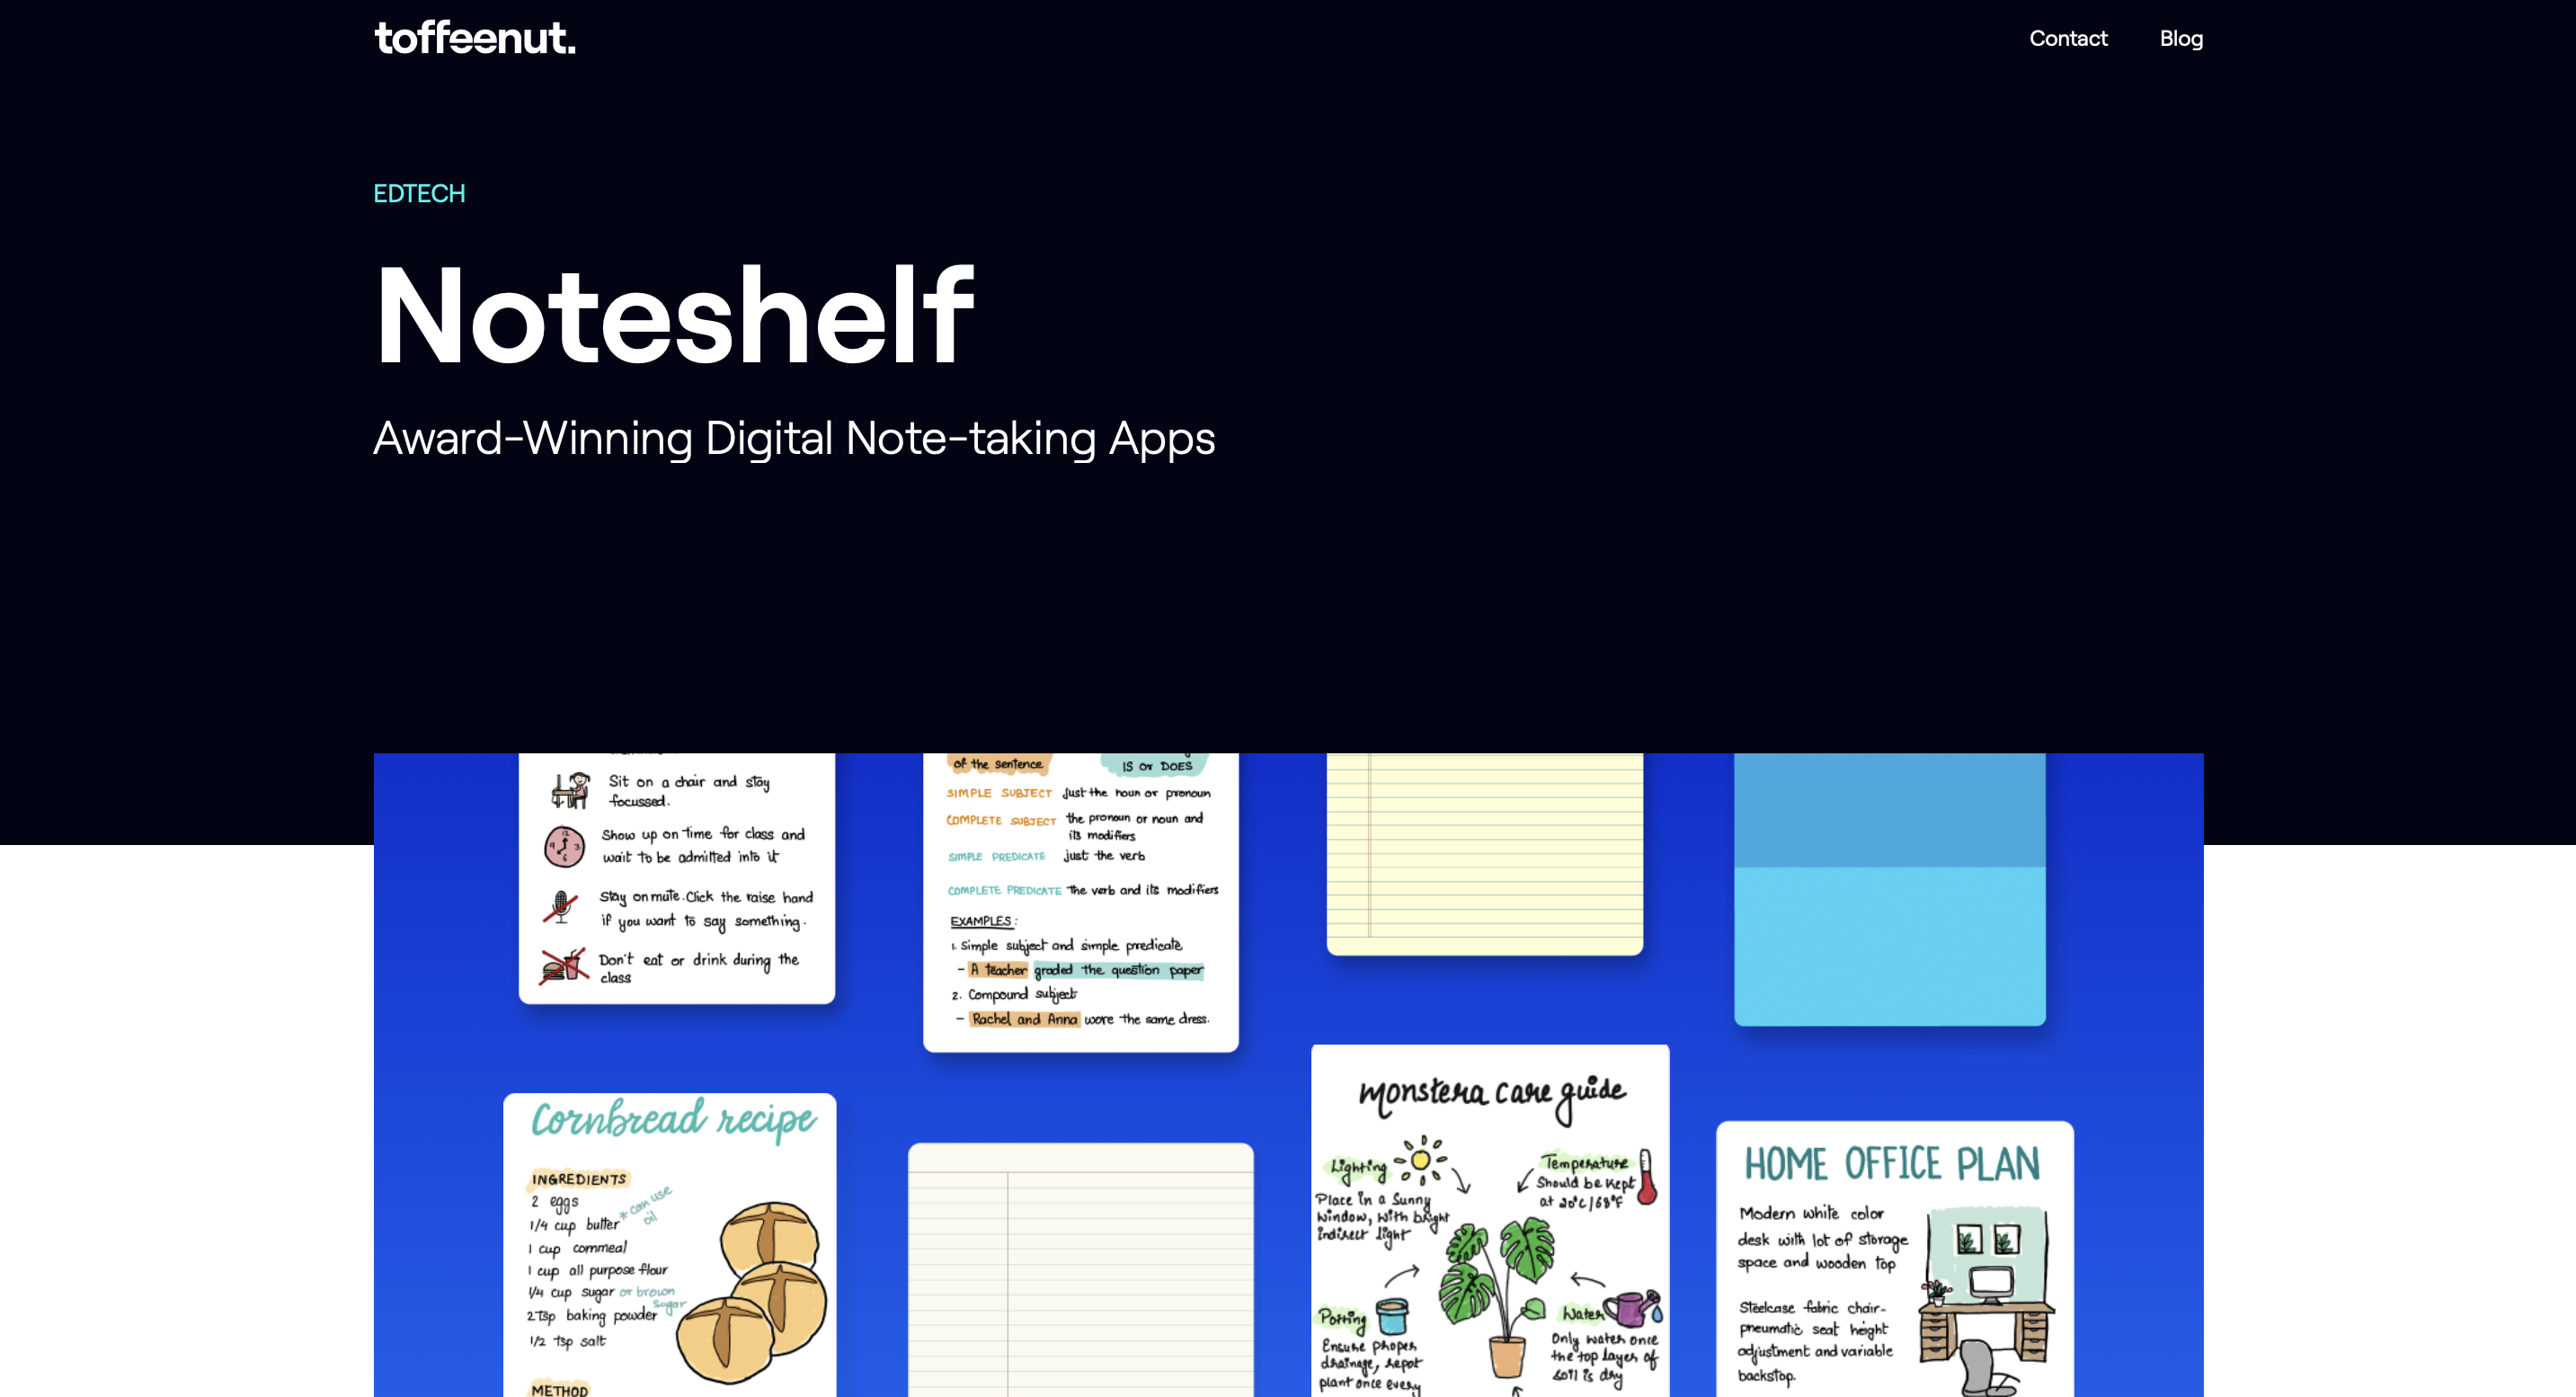 toffeenut.
Contact
Blog
EDTECH
Noteshelf
Award-Winning Digital Note-taking Apps
Sit on a chair and stay
focussed.
Show up on time for class and
wait to be admitted into it
Stay on mute. Click the raise hand
if you want to say something.
Don't eat or drink during the
class
of the sentence
IS or DOES
SIMPLE SUBJECT just the noun or pronoun
COMPLETE SUBJECT the pronoun or noun and
its modifiers
SIMPLE PREDICATE just the verb
COMPLETE PREDICATE the verb and its modifiers
EXAMPLES:
1. Simple subject and simple predicate
- A teacher graded the question paper
2. Compound subject
- Rachel and Anna wore the same dress.
Cornbread recipe
INGREDIENTS
2 eggs
1/4 cup butter * can use
oil
1 cup cornmeal
1 cup all purpose flour
1/4 cup sugar or brown
sugar
2 tsp baking powder
1/2 tsp salt
METHOD
monstera care guide
Lighting
Place in a sunny
window, with bright
indirect light
Temperature
Should be kept
at 20°C/68°F
Potting
Ensure proper
drainage, repot
plant once every
Water
Only water once
the top layer of
soil is dry
HOME OFFICE PLAN
Modern white color
desk with lot of storage
space and wooden top
Steelcase fabric chair-
pneumatic seat height
adjustment and variable
backstop.